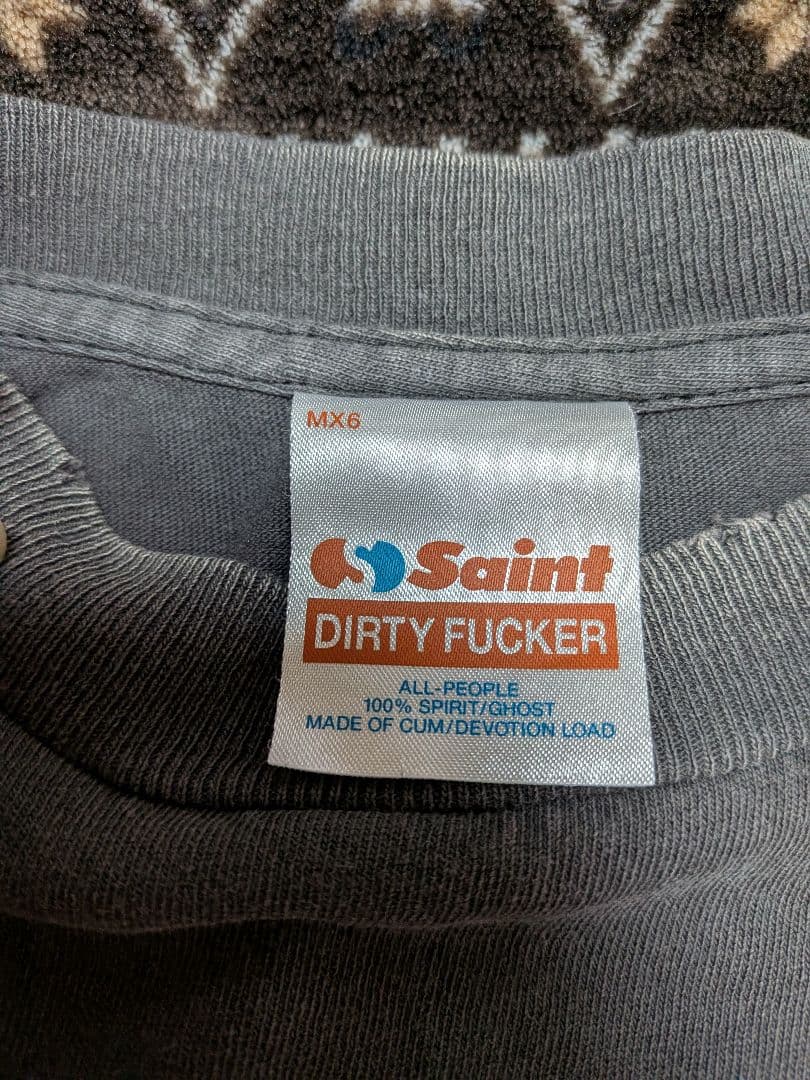 MX6
Saint
DIRTY FUCKER
ALL-PEOPLE
100% SPIRIT/GHOST
MADE OF CUM/DEVOTION LOAD